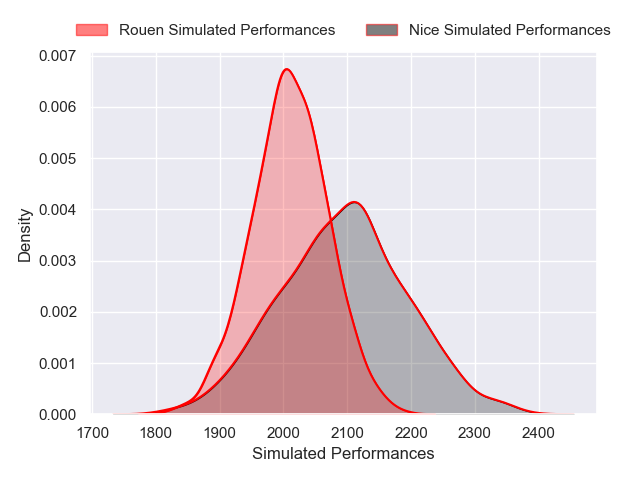 Rouen Simulated Performances Nice Simulated Performances
0.007
0.006
0.005
0.004
0.003
0.002
0.001
0.000
Density
1700 1800 1900 2000 2100 2200 2300 2400
Simulated Performances